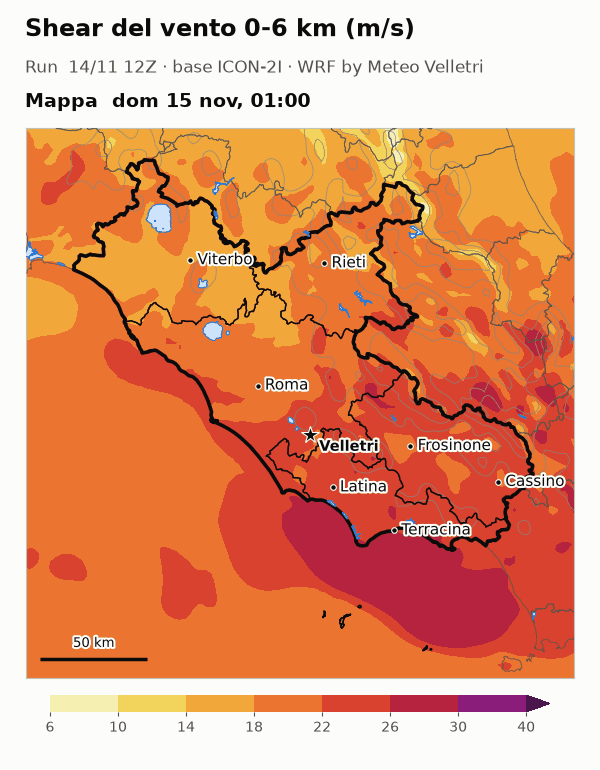 Shear del vento 0-6 km (m/s)
Run  14/11 12Z · base ICON-2I · WRF by Meteo Velletri
Mappa  dom 15 nov, 01:00
Viterbo
Rieti
Roma
Velletri
Frosinone
Latina
Cassino
Terracina
50 km
6 10 14 18 22 26 30 40